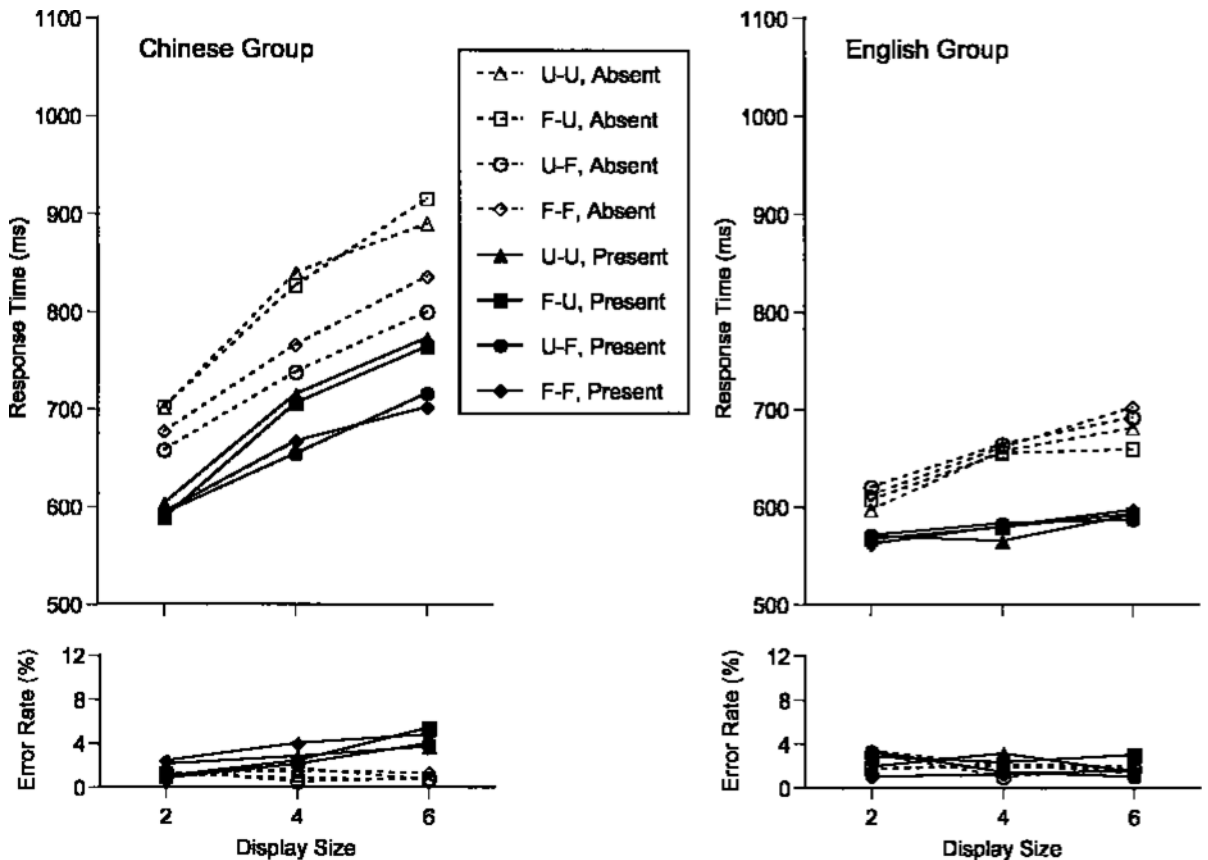 Chinese Group
English Group
U-U, Absent
F-U, Absent
U-F, Absent
F-F, Absent
U-U, Present
F-U, Present
U-F, Present
F-F, Present
Response Time (ms)
1100
1000
900
800
700
600
500
Response Time (ms)
1100
1000
900
800
700
600
500
Error Rate (%)
12
8
4
0
2
4
6
Display Size
Error Rate (%)
12
8
4
0
2
4
6
Display Size